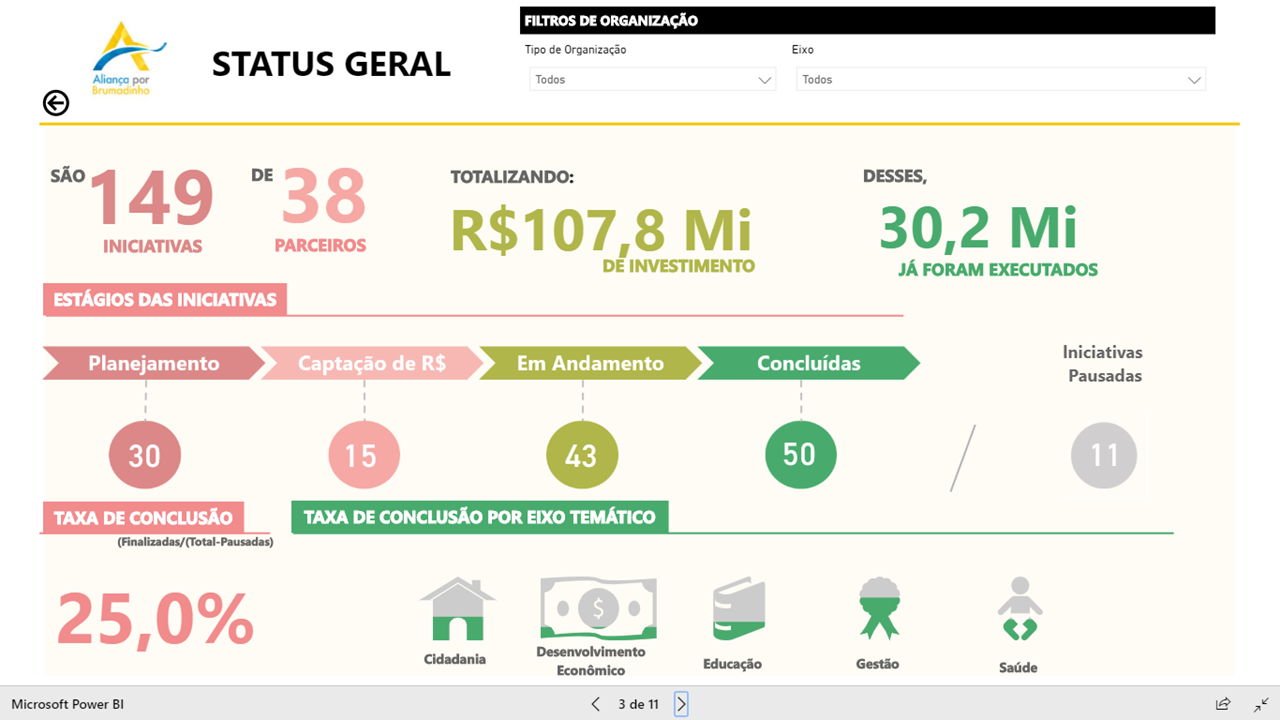 FILTROS DE ORGANIZAÇÃO
Tipo de Organização
Eixo
Todos
Todos
Aliança por
Brumadinho
STATUS GERAL
SÃO
149
INICIATIVAS
DE
38
PARCEIROS
TOTALIZANDO:
R$107,8 Mi
DE INVESTIMENTO
DESSES,
30,2 Mi
JÁ FORAM EXECUTADOS
ESTÁGIOS DAS INICIATIVAS
Planejamento
Captação de R$
Em Andamento
Concluídas
Iniciativas
Pausadas
30
15
43
50
11
TAXA DE CONCLUSÃO
(Finalizadas/(Total-Pausadas)
25,0%
TAXA DE CONCLUSÃO POR EIXO TEMÁTICO
$
Cidadania
Desenvolvimento
Econômico
Educação
Gestão
Saúde
Microsoft Power BI
3 de 11